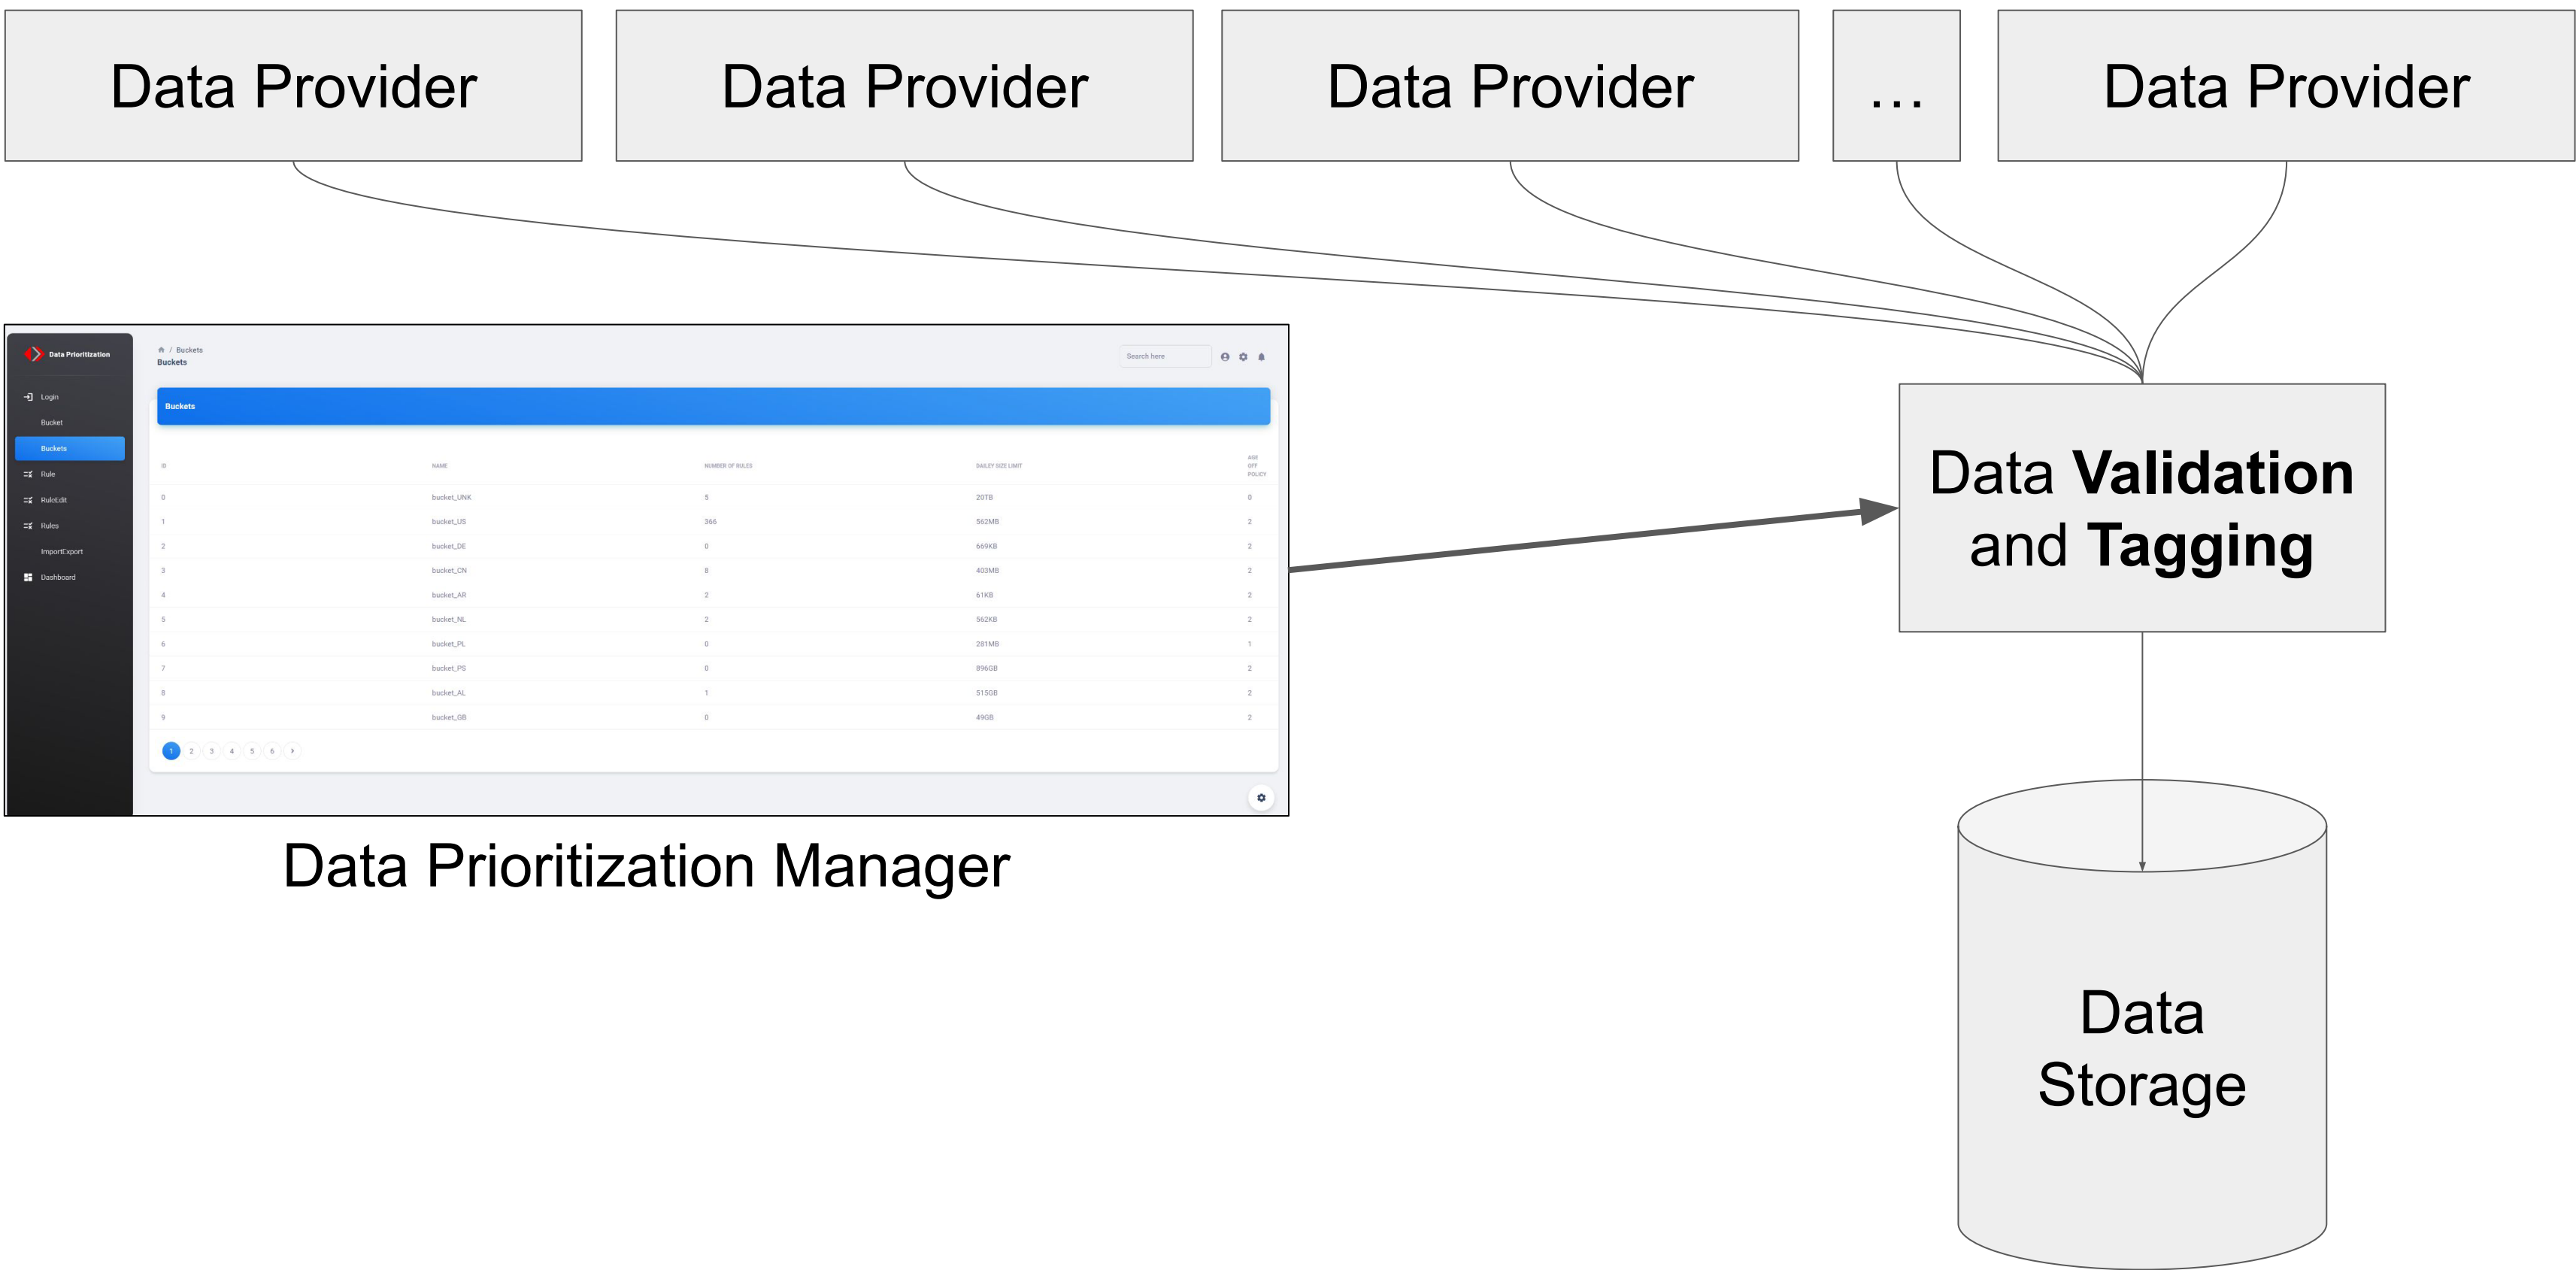 Data Provider
Data Provider
Data Provider
...
Data Provider
Data Prioritization
Login
Bucket
Buckets
Rule
RuleEdit
Rules
ImportExport
Dashboard
/ Buckets
Buckets
Search here
Buckets
ID NAME NUMBER OF RULES DAILEY SIZE LIMIT AGE OFF POLICY
0 bucket_UNK 5 20TB 0
1 bucket_US 366 562MB 2
2 bucket_DE 0 669KB 2
3 bucket_CN 8 403MB 2
4 bucket_AR 2 61KB 2
5 bucket_NL 2 562KB 2
6 bucket_PL 0 281MB 1
7 bucket_PS 0 896GB 2
8 bucket_AL 1 515GB 2
9 bucket_GB 0 49GB 2
1 2 3 4 5 6 >
Data Prioritization Manager
Data Validation
and Tagging
Data
Storage